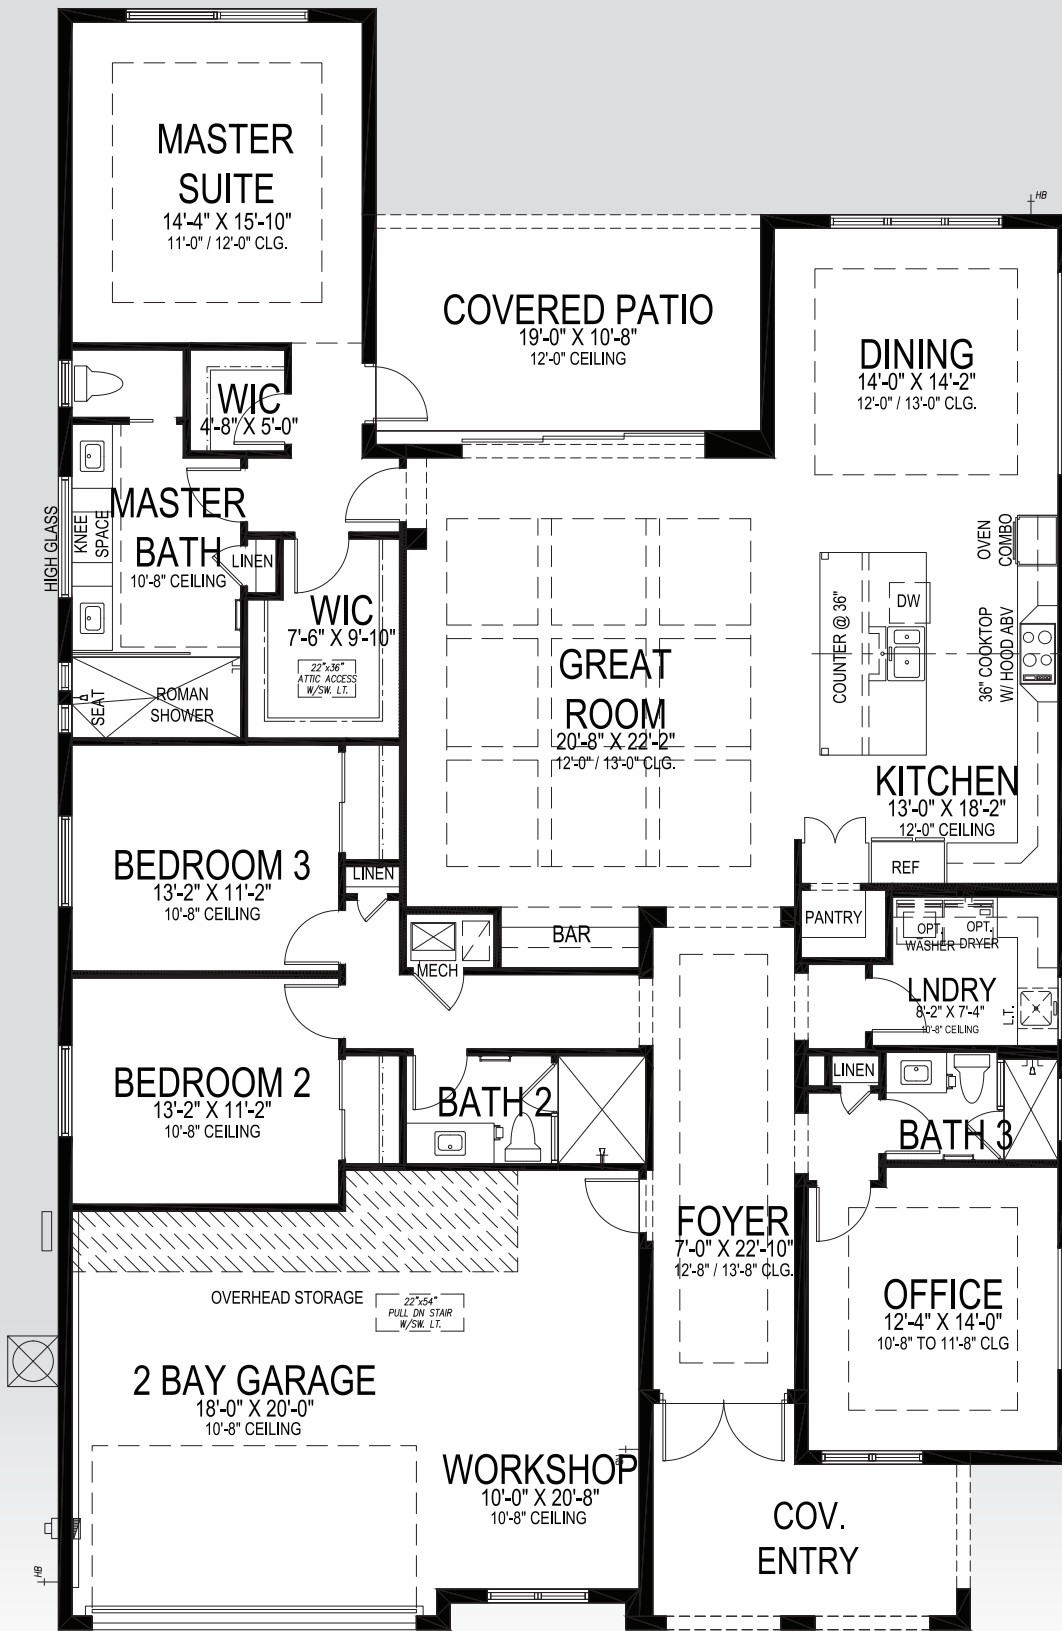 MASTER
SUITE
14'-4" X 15'-10"
11'-0" / 12'-0" CLG.
HB
COVERED PATIO
19'-0" X 10'-8"
12'-0" CEILING
DINING
14'-0" X 14'-2"
12'-0" / 13'-0" CLG.
WIC
4'-8" X 5'-0"
HIGH GLASS
KNEE
SPACE
MASTER
BATH
10'-8" CEILING
LINEN
WIC
7'-6" X 9'-10"
22"x36"
ATTIC ACCESS
W/SW. LT.
SEAT
ROMAN
SHOWER
GREAT
ROOM
20'-8" X 22'-2"
12'-0" / 13'-0" CLG.
OVEN
COMBO
DW
COUNTER @ 36"
36" COOKTOP
W/ HOOD ABV
KITCHEN
13'-0" X 18'-2"
12'-0" CEILING
REF
BEDROOM 3
13'-2" X 11'-2"
10'-8" CEILING
LINEN
MECH
BAR
PANTRY
OPT.
WASHER
OPT.
DRYER
LNDRY
8'-2" X 7'-4"
10'-8" CEILING
L.T.
BEDROOM 2
13'-2" X 11'-2"
10'-8" CEILING
BATH 2
LINEN
BATH 3
FOYER
7'-0" X 22'-10"
12'-8" / 13'-8" CLG.
OVERHEAD STORAGE
22"x54"
PULL DN STAIR
W/SW. LT.
OFFICE
12'-4" X 14'-0"
10'-8" TO 11'-8" CLG
2 BAY GARAGE
18'-0" X 20'-0"
10'-8" CEILING
WORKSHOP
10'-0" X 20'-8"
10'-8" CEILING
COV.
ENTRY
HB